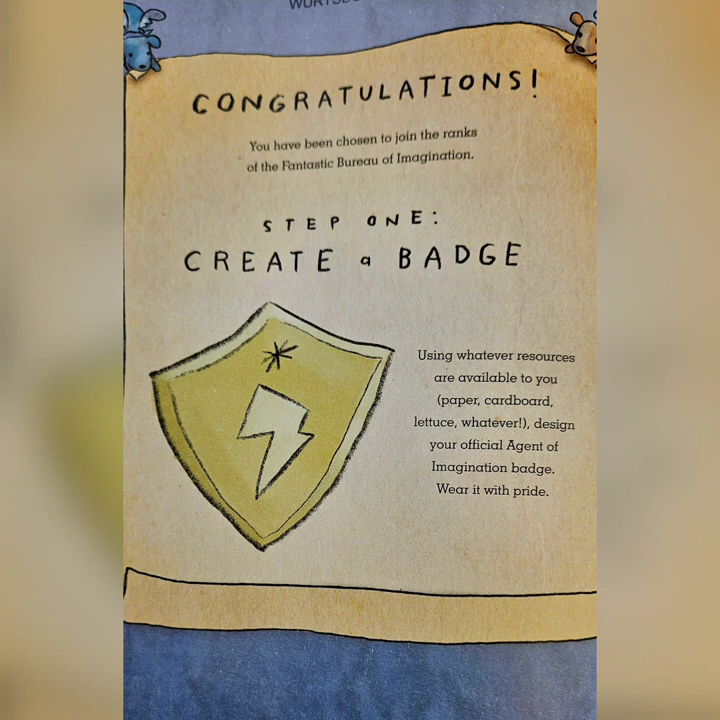 CONGRATULATIONS!
You have been chosen to join the ranks
of the Fantastic Bureau of Imagination.
STEP ONE:
CREATE a BADGE
Using whatever resources
are available to you
(paper, cardboard,
lettuce, whatever!), design
your official Agent of
Imagination badge.
Wear it with pride.